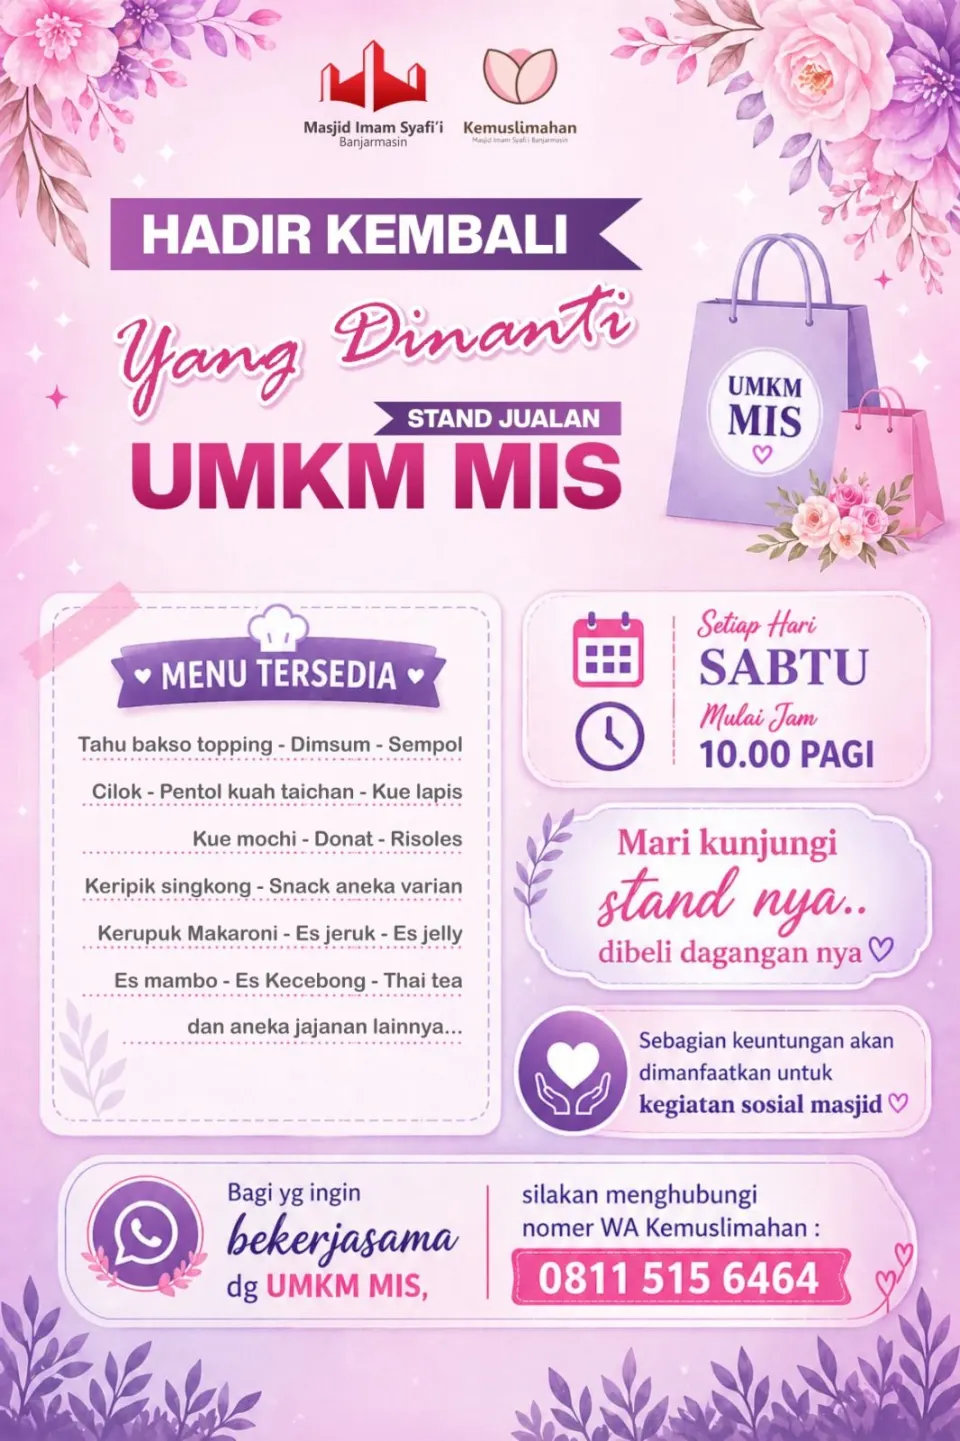 Masjid Imam Syafi'i
Banjarmasin
Kemuslimahan
Masjid Imam Syafi'i Banjarmasin
HADIR KEMBALI
Yang Dinanti
STAND JUALAN
UMKM MIS
UMKM
MIS
MENU TERSEDIA
Tahu bakso topping - Dimsum - Sempol
Cilok - Pentol kuah taichan - Kue lapis
Kue mochi - Donat - Risoles
Keripik singkong - Snack aneka varian
Kerupuk Makaroni - Es jeruk - Es jelly
Es mambo - Es Kecebong - Thai tea
dan aneka jajanan lainnya...
Setiap Hari
SABTU
Mulai Jam
10.00 PAGI
Mari kunjungi
stand nya..
dibeli dagangan nya
Sebagian keuntungan akan
dimanfaatkan untuk
kegiatan sosial masjid
Bagi yg ingin
bekerjasama
dg UMKM MIS,
silakan menghubungi
nomer WA Kemuslimahan :
0811 515 6464